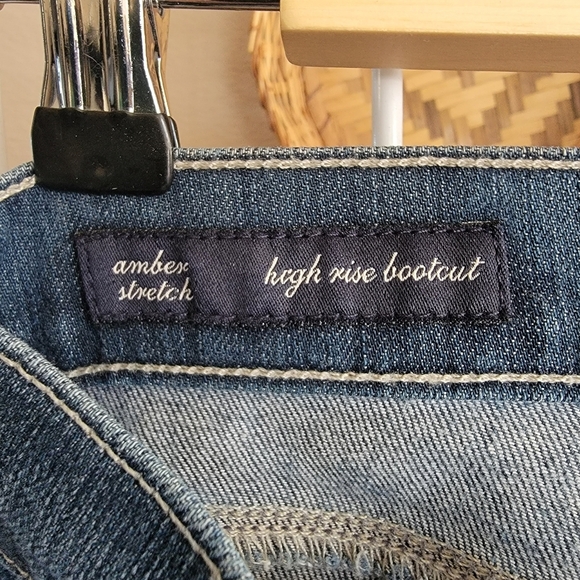 amber
stretch
high rise bootcut